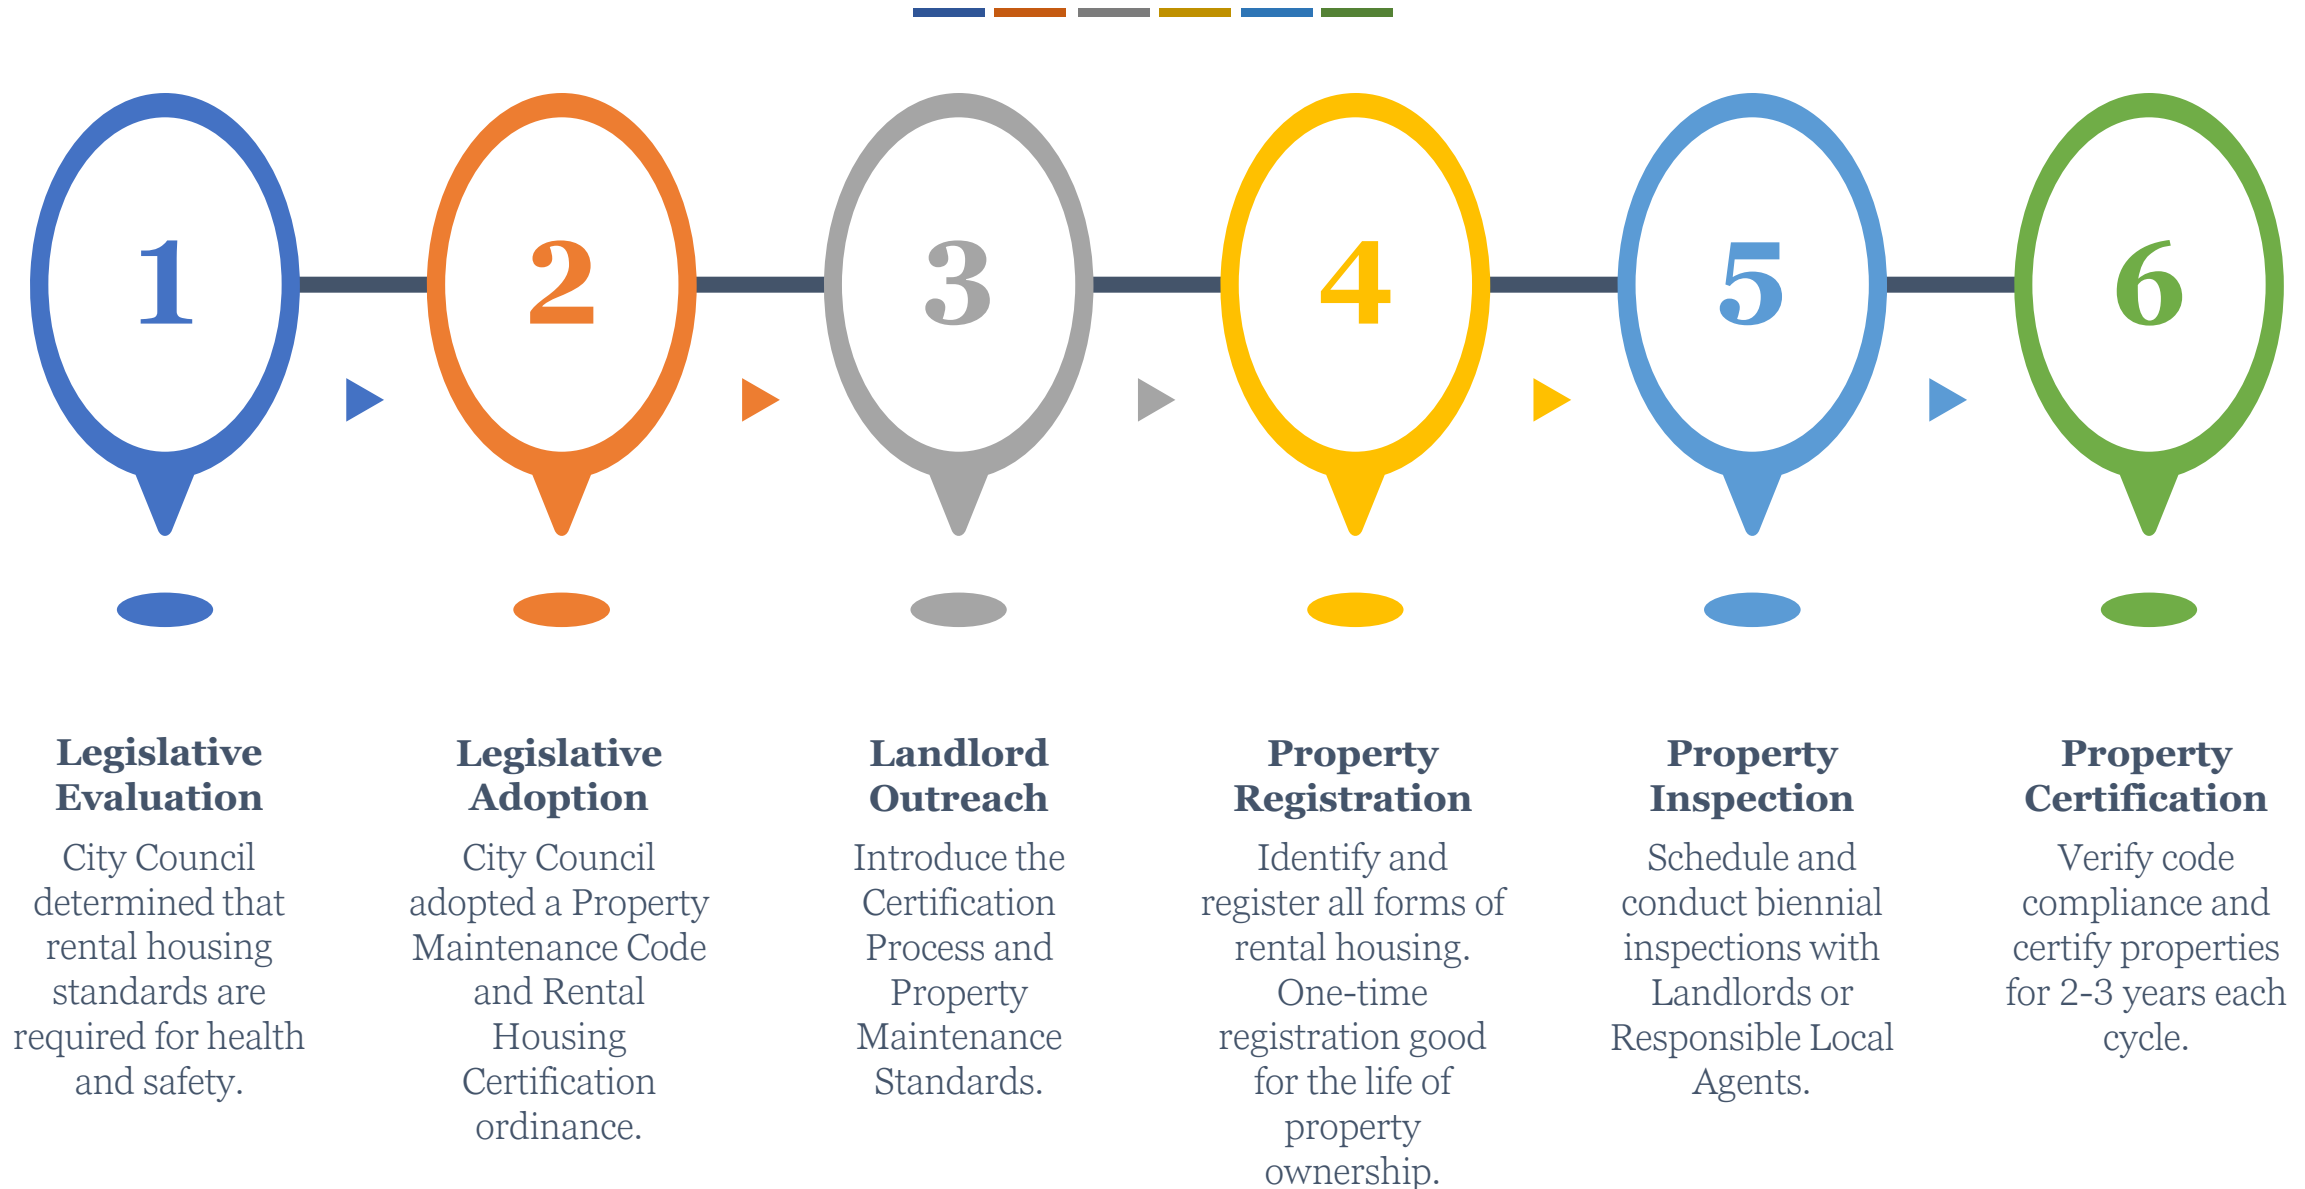 1
2
3
4
5
6
Legislative
Evaluation
City Council
determined that
rental housing
standards are
required for health
and safety.
Legislative
Adoption
City Council
adopted a Property
Maintenance Code
and Rental
Housing
Certification
ordinance.
Landlord
Outreach
Introduce the
Certification
Process and
Property
Maintenance
Standards.
Property
Registration
Identify and
register all forms of
rental housing.
One-time
registration good
for the life of
property
ownership.
Property
Inspection
Schedule and
conduct biennial
inspections with
Landlords or
Responsible Local
Agents.
Property
Certification
Verify code
compliance and
certify properties
for 2-3 years each
cycle.